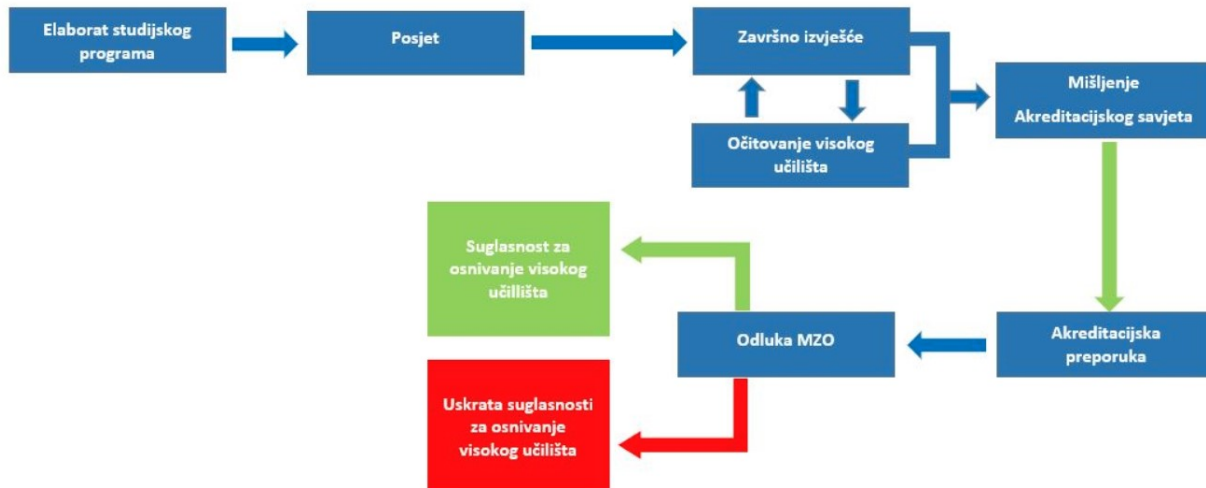 Elaborat studijskog
programa
Posjet
Završno izvješće
Očitovanje visokog
učilišta
Mišljenje
Akreditacijskog savjeta
Akreditacijska
preporuka
Odluka MZO
Suglasnost za
osnivanje visokog
učillišta
Uskrata suglasnosti
za osnivanje
visokog učilišta